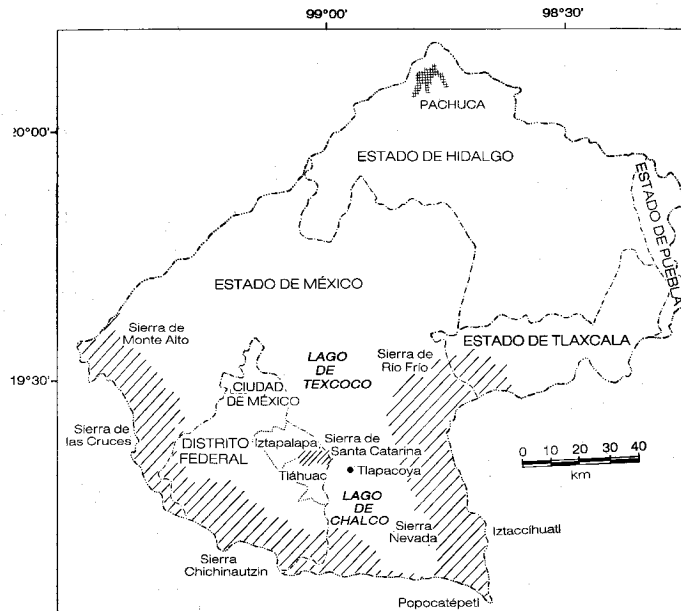 99°00'
98°30'
PACHUCA
20°00'
ESTADO DE HIDALGO
ESTADO DE PUEBLA
ESTADO DE MÉXICO
Sierra de
Monte Alto
ESTADO DE TLAXCALA
LAGO
DE
TEXCOCO
Sierra de
Río Frío
19°30'
CIUDAD
DE MÉXICO
Sierra de
las Cruces
DISTRITO
FEDERAL
Iztapalapa
Sierra de
Santa Catarina
Tláhuac
Tlapacoya
0 10 20 30 40
km
LAGO
DE
CHALCO
Sierra
Nevada
Iztaccíhuatl
Sierra
Chichinautzin
Popocatépetl